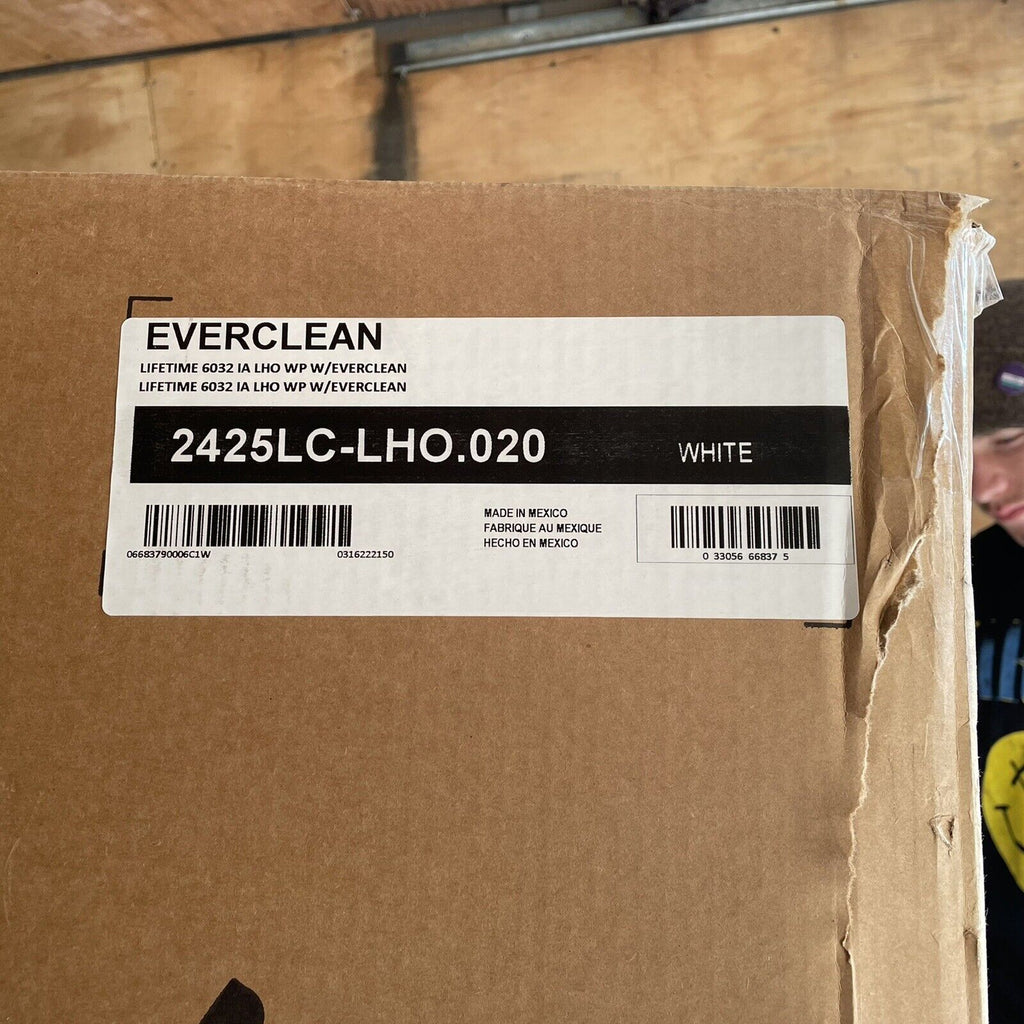 EVERCLEAN
LIFETIME 6032 IA LHO WP W/EVERCLEAN
LIFETIME 6032 IA LHO WP W/EVERCLEAN
2425LC-LHO.020 WHITE
MADE IN MEXICO
FABRIQUE AU MEXIQUE
HECHO EN MEXICO
06683790006C1W 0316222150
0 33056 66837 5